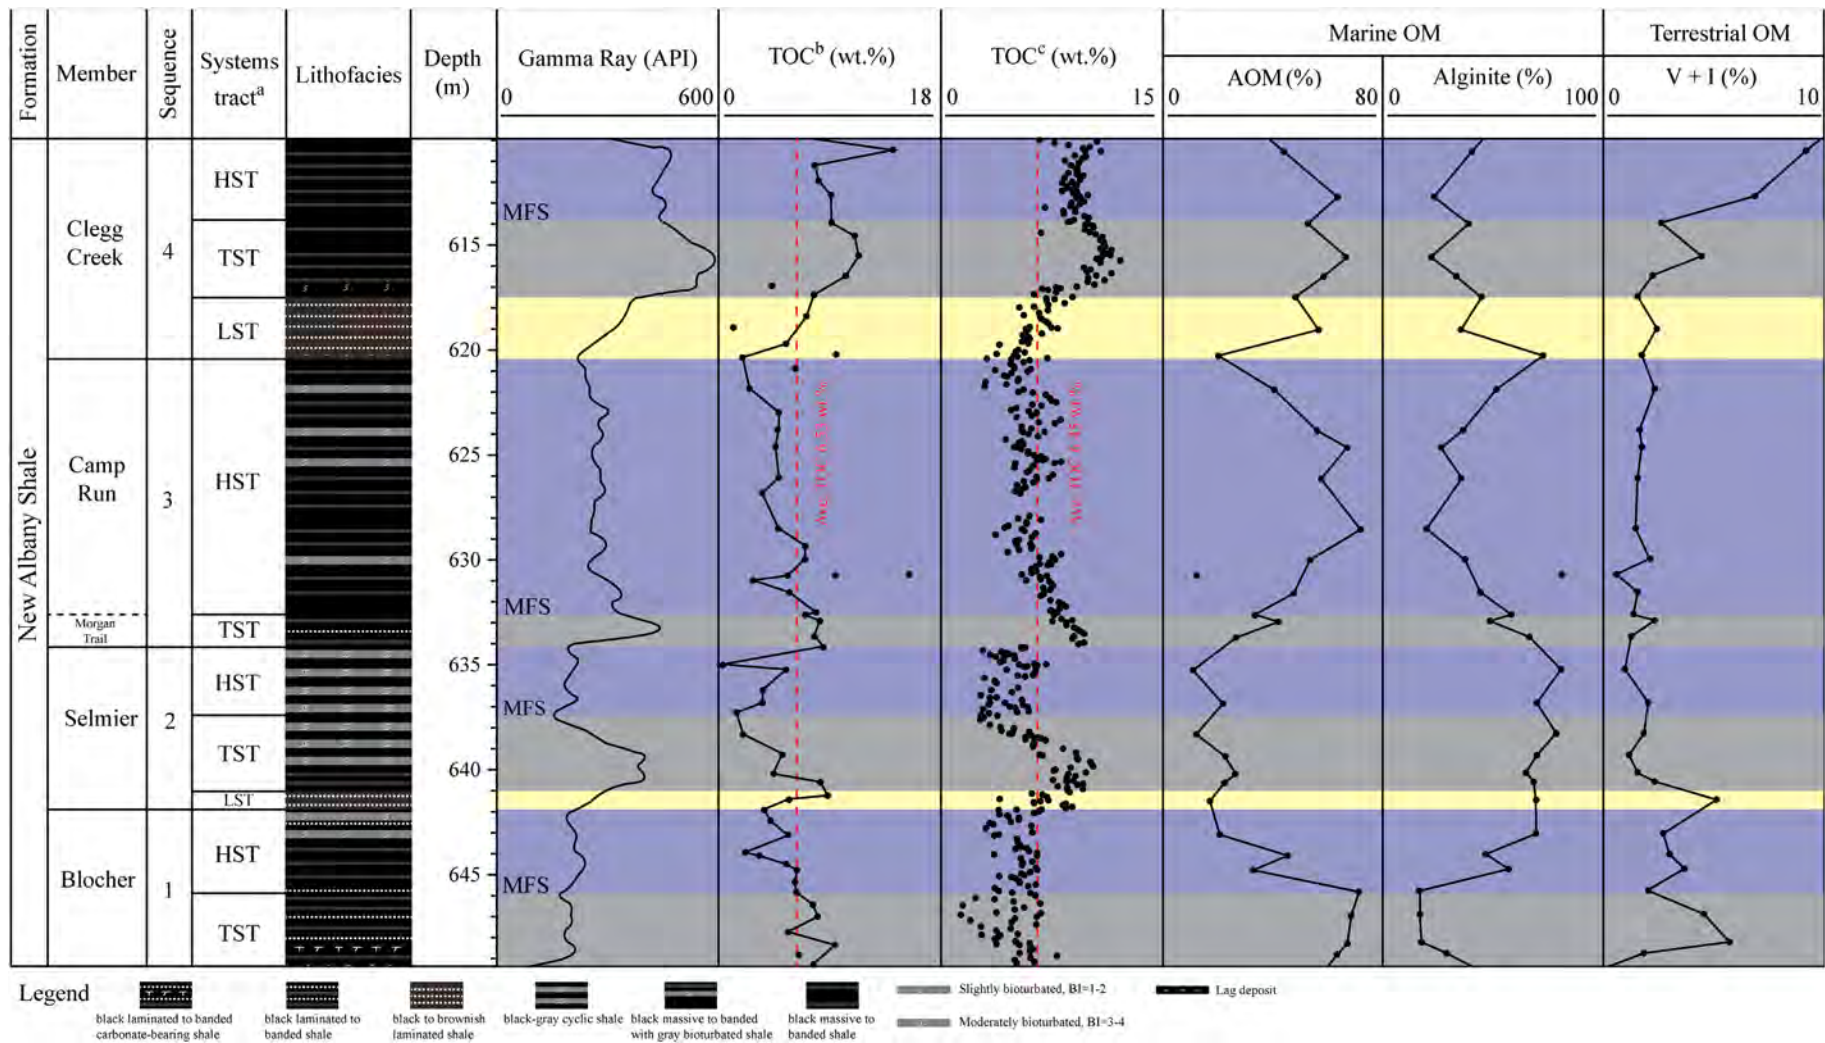 Formation
Member
Sequence
Systems
tract^a
Lithofacies
Depth
(m)
Gamma Ray (API)
0 600
TOC^b (wt.%)
0 18
TOC^c (wt.%)
0 15
Marine OM
AOM (%)
0 80
Alginite (%)
0 100
Terrestrial OM
V + I (%)
0 10
New Albany Shale
Clegg
Creek
4
HST
TST
LST
Camp
Run
3
HST
Morgan
Trail
TST
Selmier
2
HST
TST
LST
Blocher
1
HST
TST
615
620
625
630
635
640
645
MFS
MFS
MFS
MFS
Legend
black laminated to banded
carbonate-bearing shale
black laminated to
banded shale
black to brownish
laminated shale
black-gray cyclic shale
black massive to banded
with gray bioturbated shale
black massive to
banded shale
Slightly bioturbated, BI=1-2
Moderately bioturbated, BI=3-4
Lag deposit